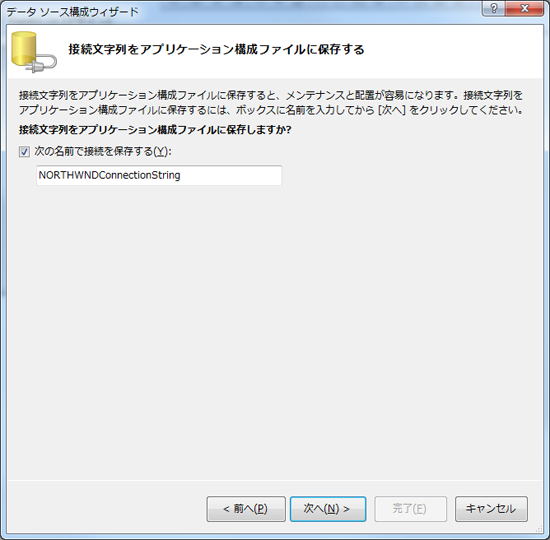 データ ソース構成ウィザード
接続文字列をアプリケーション構成ファイルに保存する
接続文字列をアプリケーション構成ファイルに保存すると、メンテナンスと配置が容易になります。接続文字列を
アプリケーション構成ファイルに保存するには、ボックスに名前を入力してから [次へ] をクリックしてください。
接続文字列をアプリケーション構成ファイルに保存しますか?
次の名前で接続を保存する(Y):
NORTHWNDConnectionString
< 前へ(P) 次へ(N) > 完了(F) キャンセル